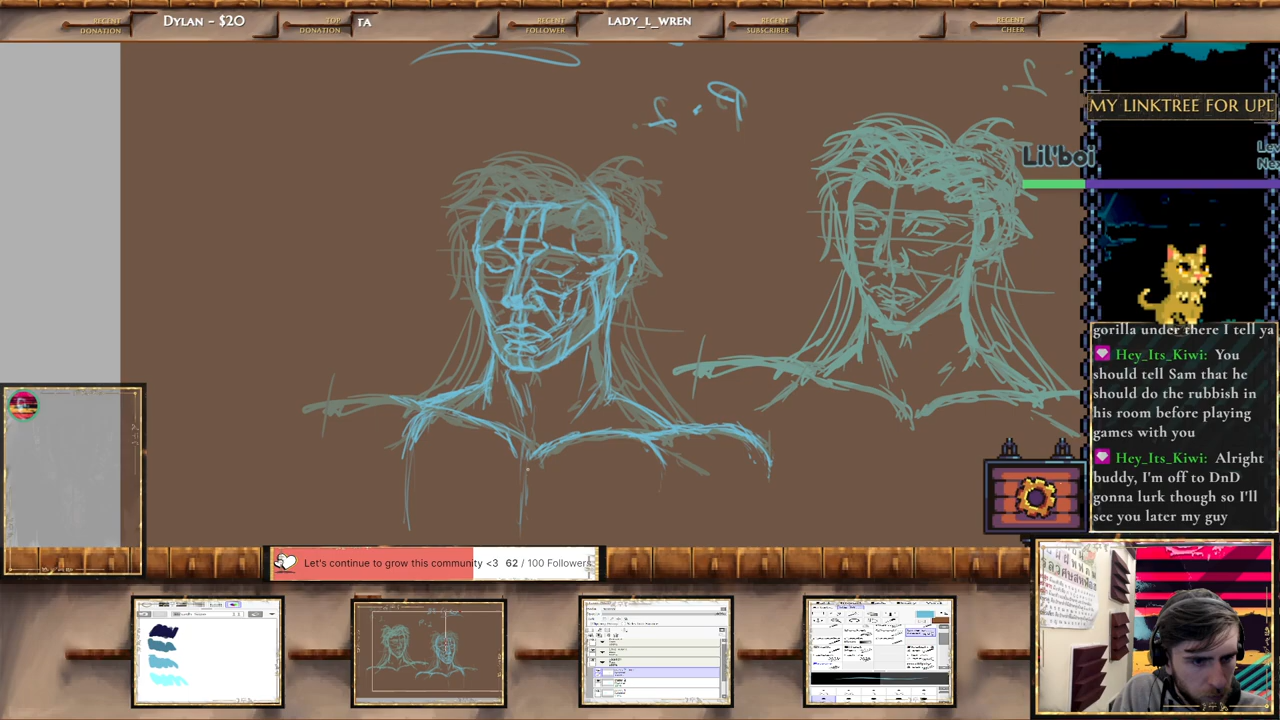 RECENT DONATION
Dylan - $20
TOP DONATION
TA
RECENT FOLLOWER
LADY_L_WREN
RECENT SUBSCRIBER
RECENT CHEER
MY LINKTREE FOR UPD
Lil'boi
Lev
Nex
gorilla under there I tell ya
Hey_Its_Kiwi: You
should tell Sam that he
should do the rubbish in
his room before playing
games with you
Hey_Its_Kiwi: Alright
buddy, I'm off to DnD
gonna lurk though so I'll
see you later my guy
Let's continue to grow this community <3 62 / 100 Followers